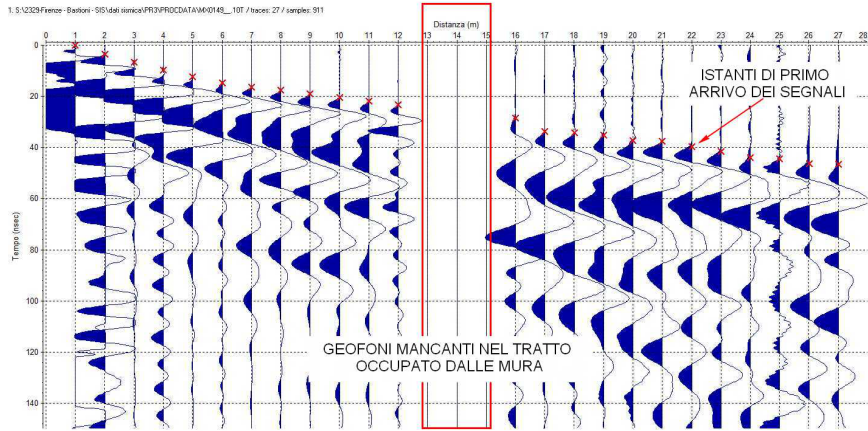 1. S:\2329-Firenze - Bastioni - SIS\dati sismica\PR3\PROCDATA\MX0149__.10T / traces: 27 / samples: 911
Distanza (m)
0 1 2 3 4 5 6 7 8 9 10 11 12 13 14 15 16 17 18 19 20 21 22 23 24 25 26 27 28
Tempo (nsec)
0
20
40
60
80
100
120
140
ISTANTI DI PRIMO
ARRIVO DEI SEGNALI
GEOFONI MANCANTI NEL TRATTO
OCCUPATO DALLE MURA